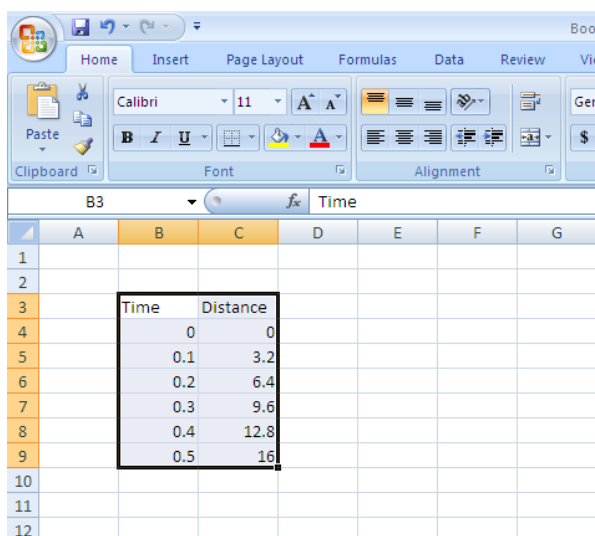 Boo
Home Insert Page Layout Formulas Data Review Vi
Calibri 11 A A Ger
Paste B I U A $
Clipboard Font Alignment
B3 fx Time
A B C D E F G
1
2
3 Time Distance
4 0 0
5 0.1 3.2
6 0.2 6.4
7 0.3 9.6
8 0.4 12.8
9 0.5 16
10
11
12